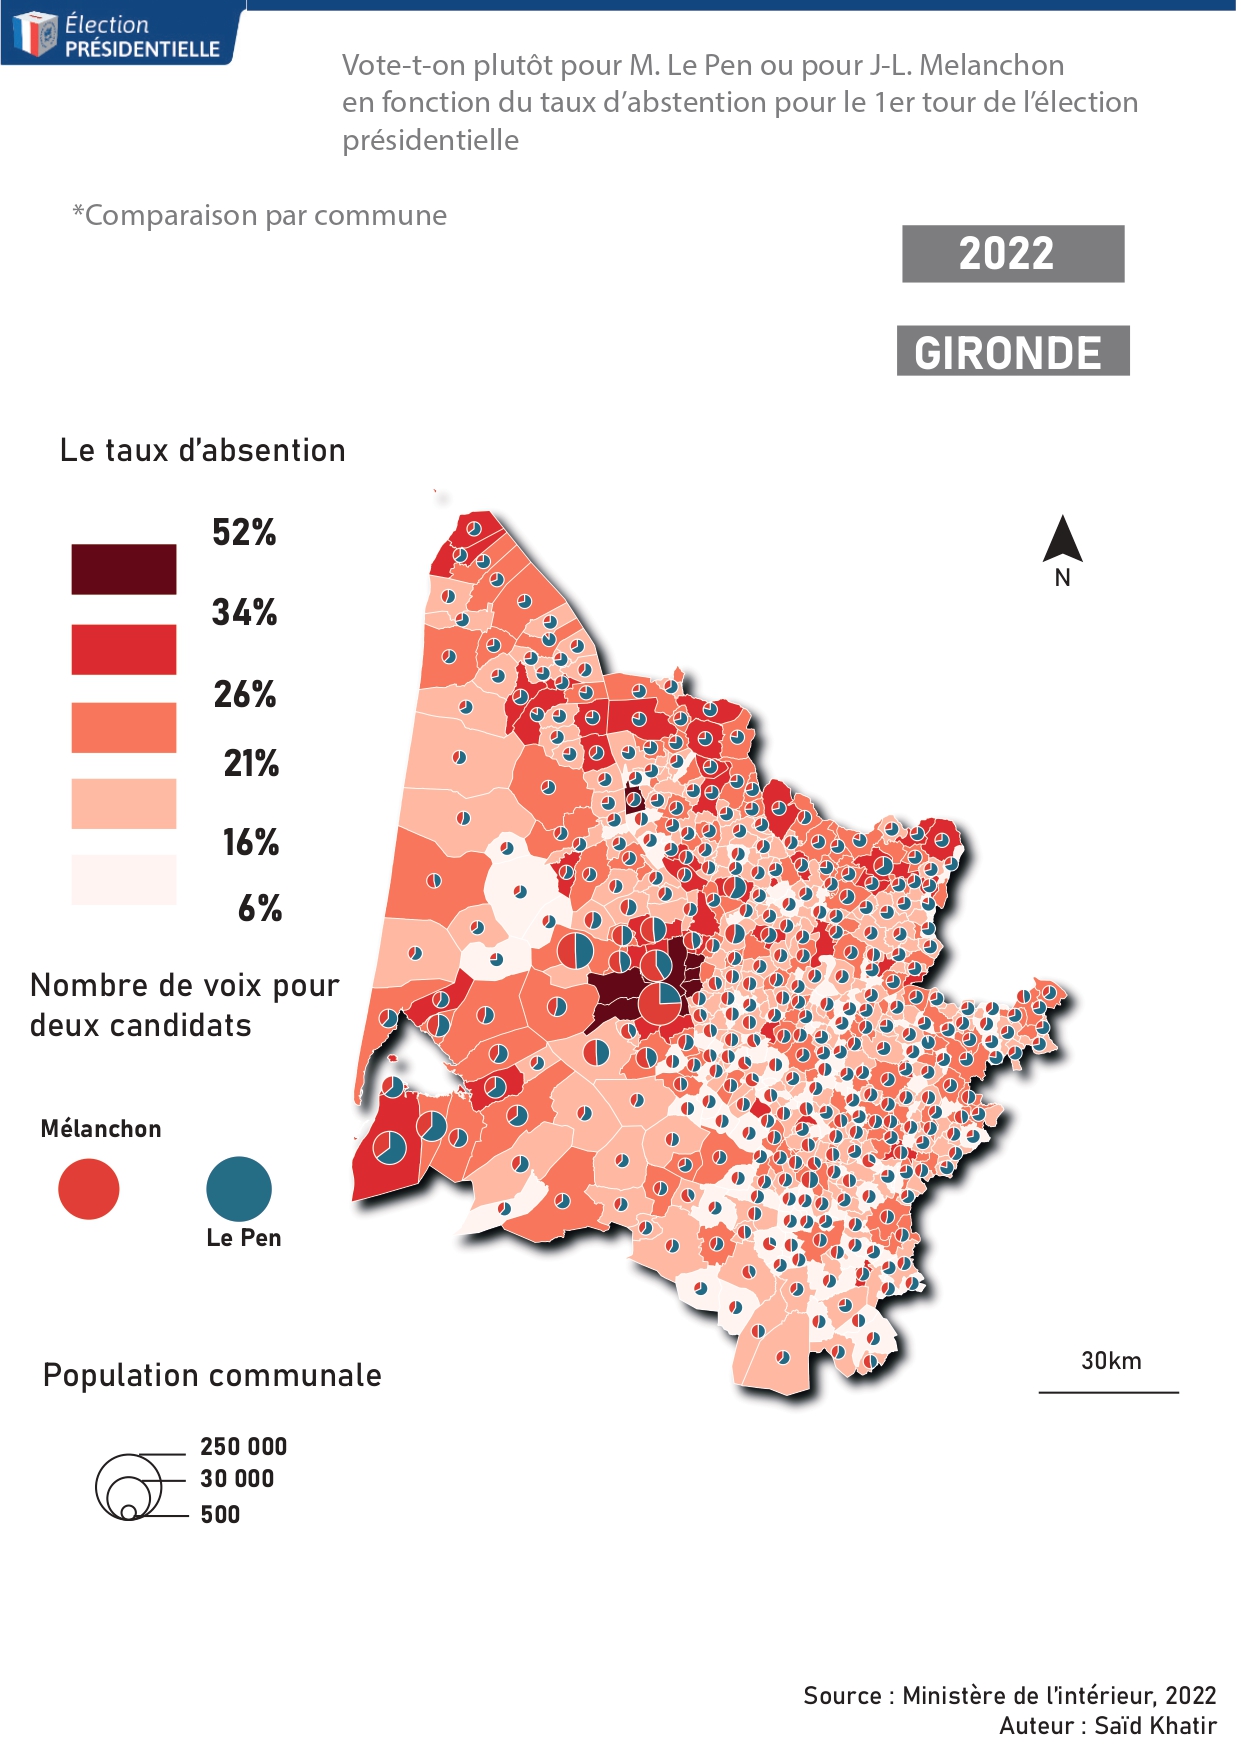 Élection
PRÉSIDENTIELLE
Vote-t-on plutôt pour M. Le Pen ou pour J-L. Melanchon
en fonction du taux d'abstention pour le 1er tour de l'élection
présidentielle
*Comparaison par commune
2022
GIRONDE
Le taux d'absention
52%
34%
26%
21%
16%
6%
N
Nombre de voix pour
deux candidats
Mélanchon
Le Pen
30km
Population communale
250 000
30 000
500
Source : Ministère de l'intérieur, 2022
Auteur : Saïd Khatir